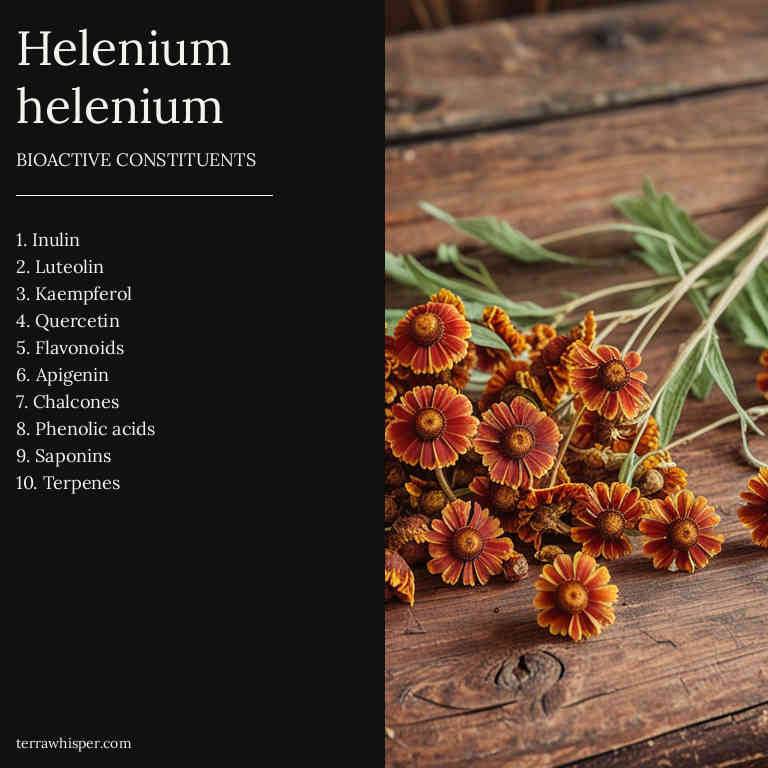 Helenium
helenium
BIOACTIVE CONSTITUENTS
1. Inulin
2. Luteolin
3. Kaempferol
4. Quercetin
5. Flavonoids
6. Apigenin
7. Chalcones
8. Phenolic acids
9. Saponins
10. Terpenes
terrawhisper.com